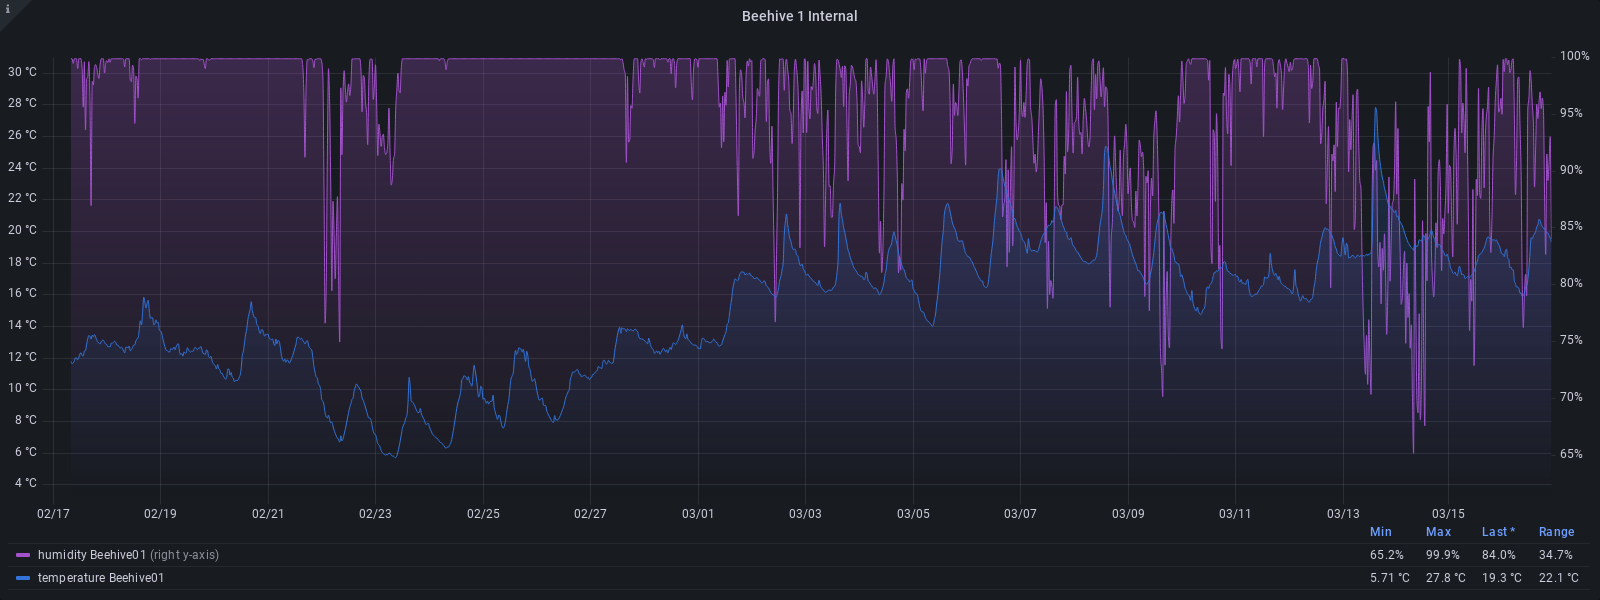 i
Beehive 1 Internal
30 °C 100%
28 °C 95%
26 °C
24 °C 90%
22 °C
20 °C 85%
18 °C
16 °C 80%
14 °C 75%
12 °C
10 °C 70%
8 °C
6 °C 65%
4 °C
02/17 02/19 02/21 02/23 02/25 02/27 03/01 03/03 03/05 03/07 03/09 03/11 03/13 03/15
Min Max Last * Range
humidity Beehive01 (right y-axis) 65.2% 99.9% 84.0% 34.7%
temperature Beehive01 5.71 °C 27.8 °C 19.3 °C 22.1 °C